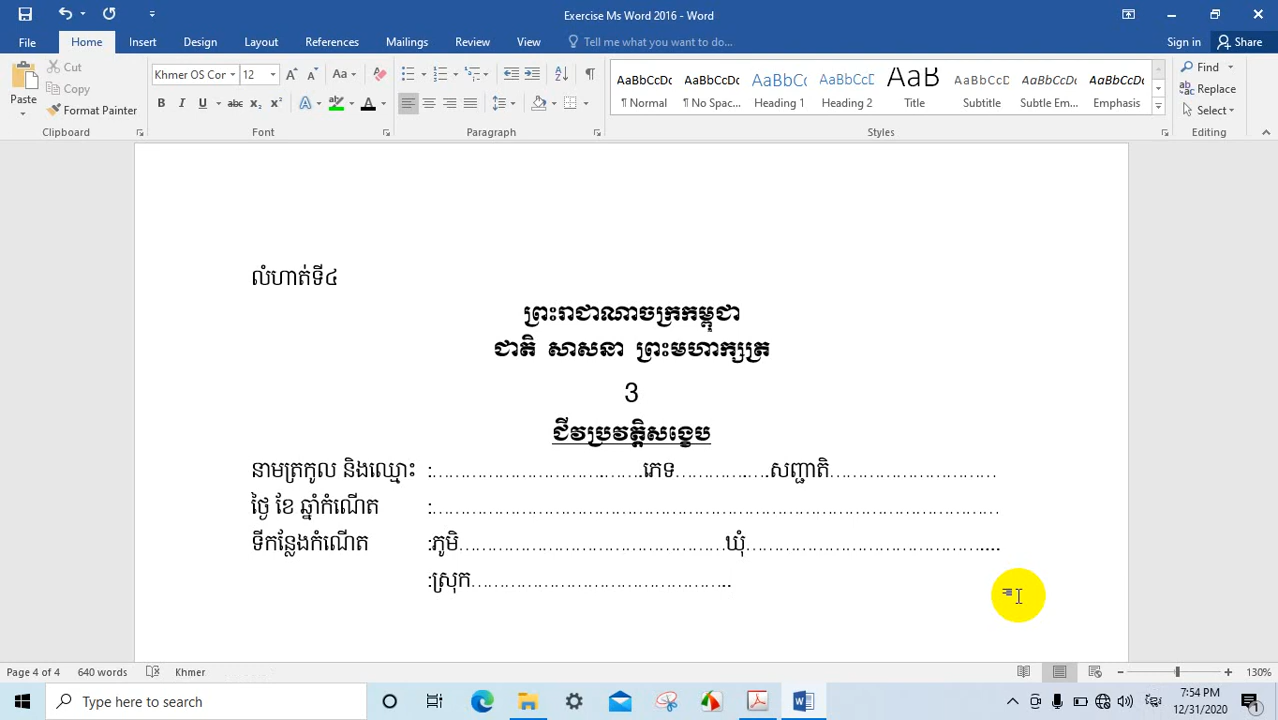 Exercise Ms Word 2016 - Word
File Home Insert Design Layout References Mailings Review View Tell me what you want to do... Sign in Share
Paste Cut Copy Format Painter
Khmer OS Cor 12
AaBbCcDc AaBbCcDc AaBbCc AaBbCcD AaB AaBbCcD AaBbCcDc AaBbCcDc
¶ Normal ¶ No Spac... Heading Heading 2 Title Subtitle Subtle Em... Emphasis
Find Replace Select
Clipboard Font Paragraph Styles Editing
លំហាត់ទី៤
ព្រះរាជាណាចក្រកម្ពុជា
ជាតិ សាសនា ព្រះមហាក្សត្រ
3
ជីវប្រវត្តិសង្ខេប
នាមត្រកូល និងឈ្មោះ :.....................................ភេទ................សញ្ជាតិ.............................
ថ្ងៃ ខែ ឆ្នាំកំណើត :....................................................................................................
ទីកន្លែងកំណើត :ភូមិ..............................................ឃុំ.............................................
:ស្រុក..............................................
Page 4 of 4 640 words Khmer 130%
Type here to search
7:54 PM
12/31/2020